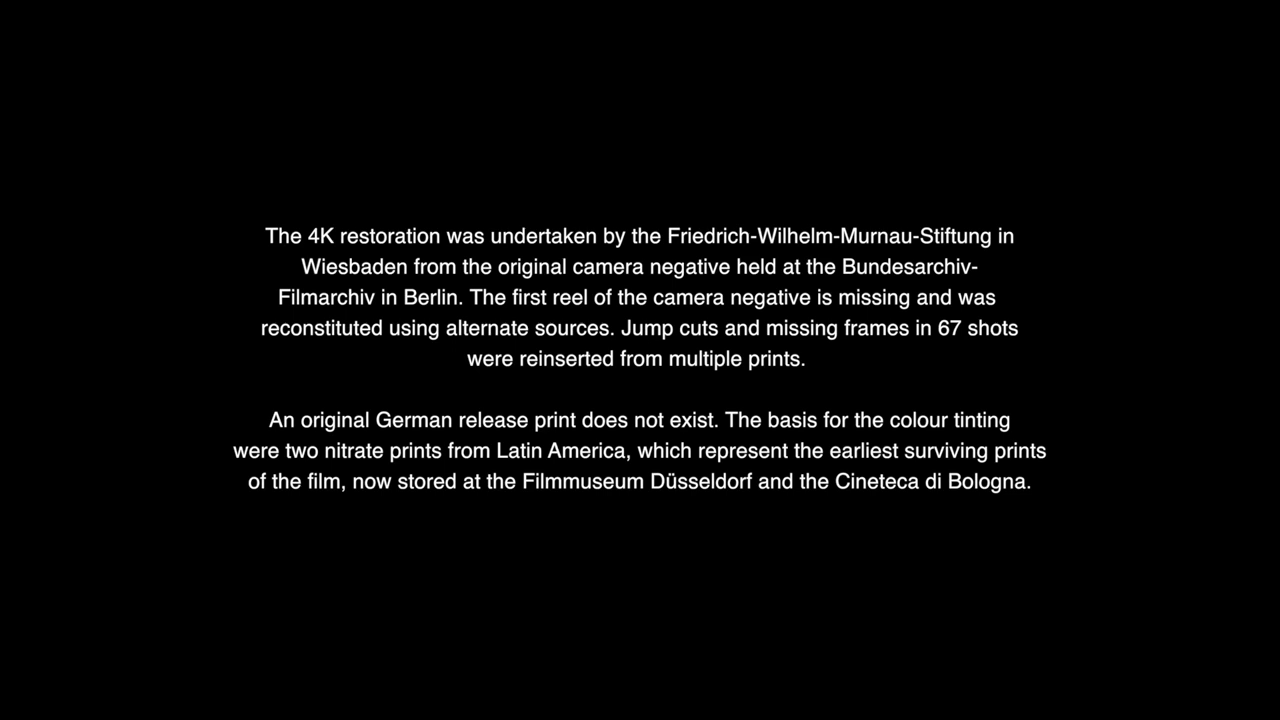 The 4K restoration was undertaken by the Friedrich-Wilhelm-Murnau-Stiftung in
Wiesbaden from the original camera negative held at the Bundesarchiv-
Filmarchiv in Berlin. The first reel of the camera negative is missing and was
reconstituted using alternate sources. Jump cuts and missing frames in 67 shots
were reinserted from multiple prints.
An original German release print does not exist. The basis for the colour tinting
were two nitrate prints from Latin America, which represent the earliest surviving prints
of the film, now stored at the Filmmuseum Düsseldorf and the Cineteca di Bologna.